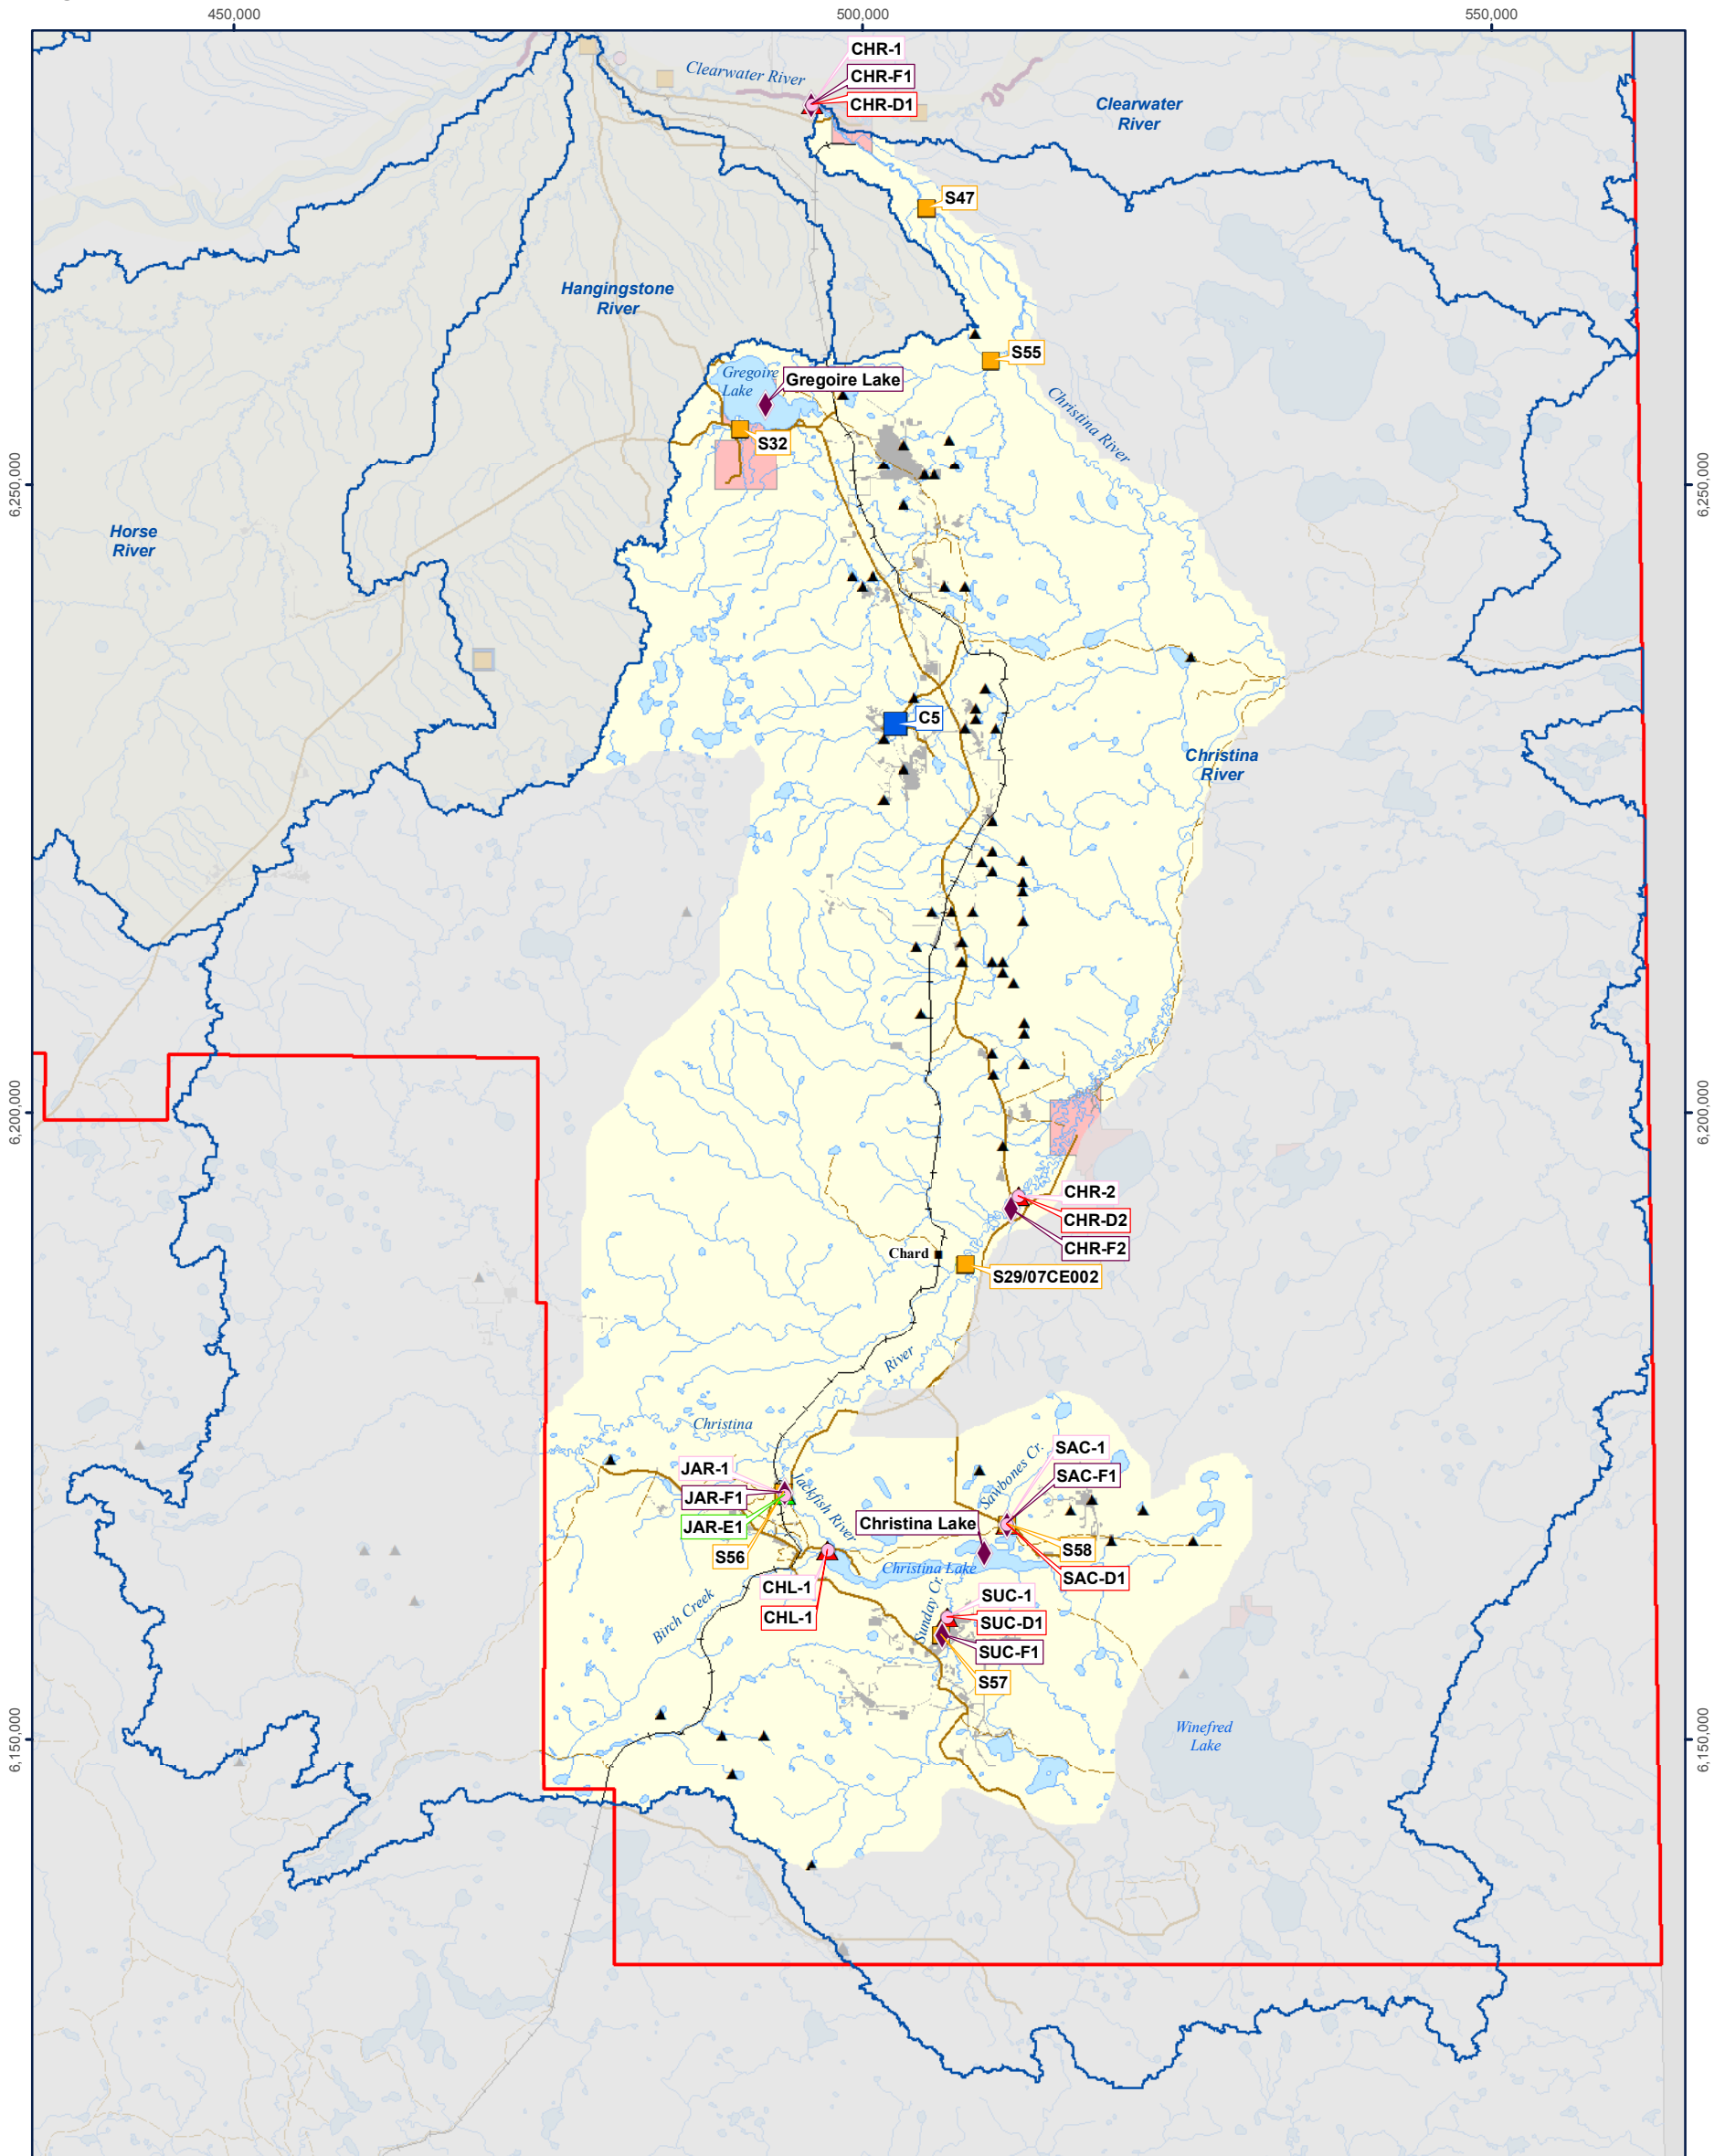 450,000
500,000
550,000
CHR-1
Clearwater River
CHR-F1
CHR-D1
Clearwater
River
S47
Hangingstone
River
S55
Gregoire
Lake
Gregoire Lake
Christina River
S32
6,250,000
6,250,000
Horse
River
C5
Christina
River
6,200,000
6,200,000
CHR-2
CHR-D2
CHR-F2
Chard
S29/07CE002
River
Christina
SAC-1
JAR-1
Sawbones Cr.
SAC-F1
JAR-F1
Jackfish River
JAR-E1
Christina Lake
S56
S58
Christina Lake
SAC-D1
CHL-1
CHL-1
Birch Creek
Sunday Cr.
SUC-1
SUC-D1
SUC-F1
S57
Winefred
Lake
6,150,000
6,150,000